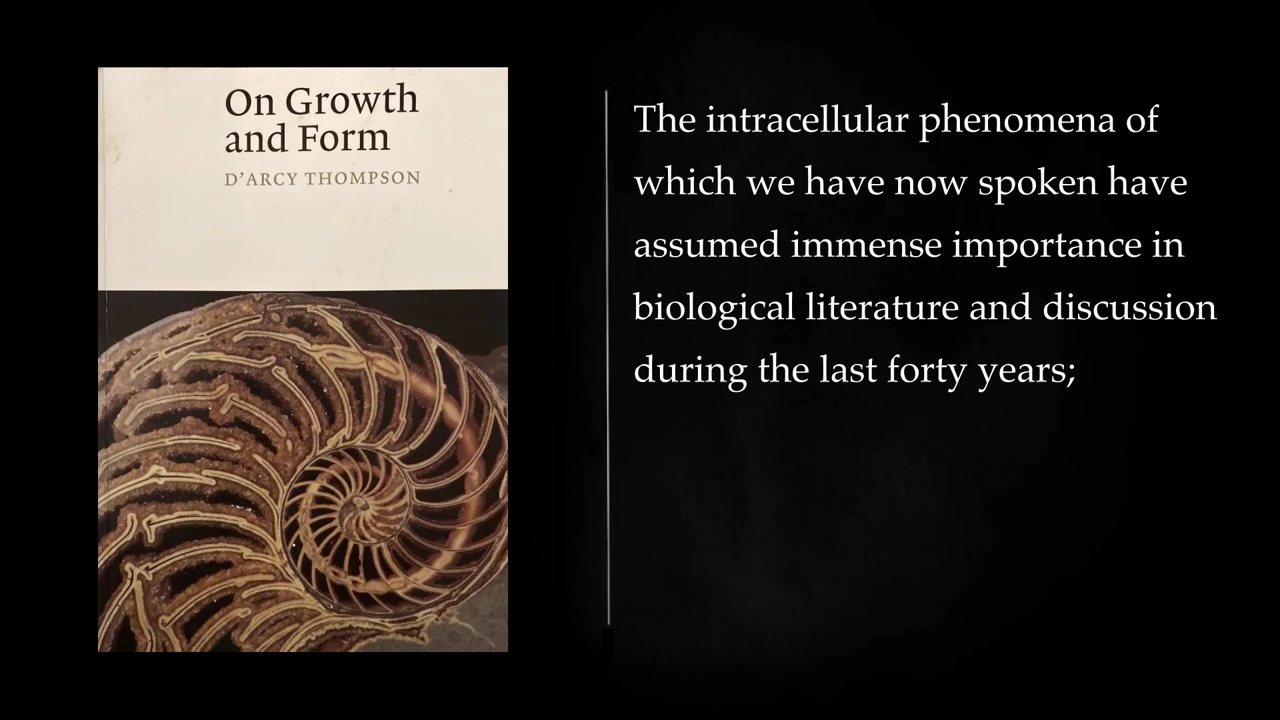 On Growth
and Form
D'ARCY THOMPSON
The intracellular phenomena of
which we have now spoken have
assumed immense importance in
biological literature and discussion
during the last forty years;